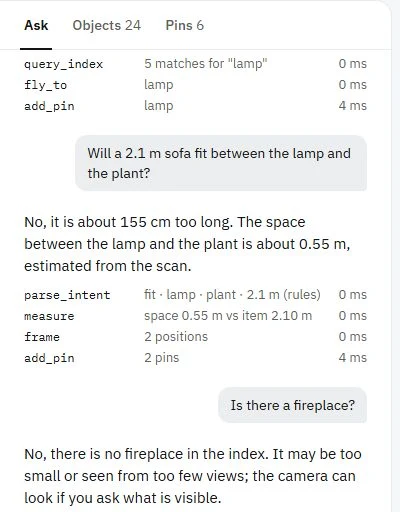 Ask Objects 24 Pins 6
query_index 5 matches for "lamp" 0 ms
fly_to lamp 0 ms
add_pin lamp 4 ms
Will a 2.1 m sofa fit between the lamp and
the plant?
No, it is about 155 cm too long. The space
between the lamp and the plant is about 0.55 m,
estimated from the scan.
parse_intent fit · lamp · plant · 2.1 m (rules) 0 ms
measure space 0.55 m vs item 2.10 m 0 ms
frame 2 positions 0 ms
add_pin 2 pins 4 ms
Is there a fireplace?
No, there is no fireplace in the index. It may be too
small or seen from too few views; the camera can
look if you ask what is visible.